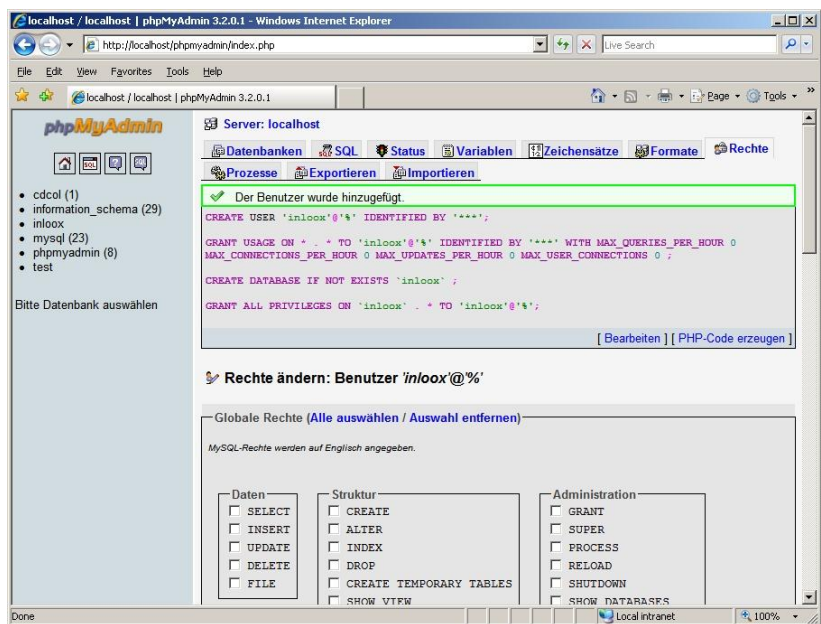 localhost / localhost | phpMyAdmin 3.2.0.1 - Windows Internet Explorer
http://localhost/phpmyadmin/index.php
Live Search
File Edit View Favorites Tools Help
localhost / localhost | phpMyAdmin 3.2.0.1
Page Tools
phpMyAdmin
SQL
cdcol (1)
information_schema (29)
inloox
mysql (23)
phpmyadmin (8)
test
Bitte Datenbank auswählen
Server: localhost
Datenbanken SQL Status Variablen Zeichensätze Formate Rechte
Prozesse Exportieren Importieren
Der Benutzer wurde hinzugefügt.
CREATE USER 'inloox'@'%' IDENTIFIED BY '***';
GRANT USAGE ON * . * TO 'inloox'@'%' IDENTIFIED BY '***' WITH MAX_QUERIES_PER_HOUR 0
MAX_CONNECTIONS_PER_HOUR 0 MAX_UPDATES_PER_HOUR 0 MAX_USER_CONNECTIONS 0 ;
CREATE DATABASE IF NOT EXISTS `inloox` ;
GRANT ALL PRIVILEGES ON `inloox` . * TO 'inloox'@'%';
[ Bearbeiten ] [ PHP-Code erzeugen ]
Rechte ändern: Benutzer 'inloox'@'%'
Globale Rechte (Alle auswählen / Auswahl entfernen)
MySQL-Rechte werden auf Englisch angegeben.
Daten
SELECT
INSERT
UPDATE
DELETE
FILE
Struktur
CREATE
ALTER
INDEX
DROP
CREATE TEMPORARY TABLES
SHOW VIEW
Administration
GRANT
SUPER
PROCESS
RELOAD
SHUTDOWN
SHOW DATABASES
Done
Local intranet
100%